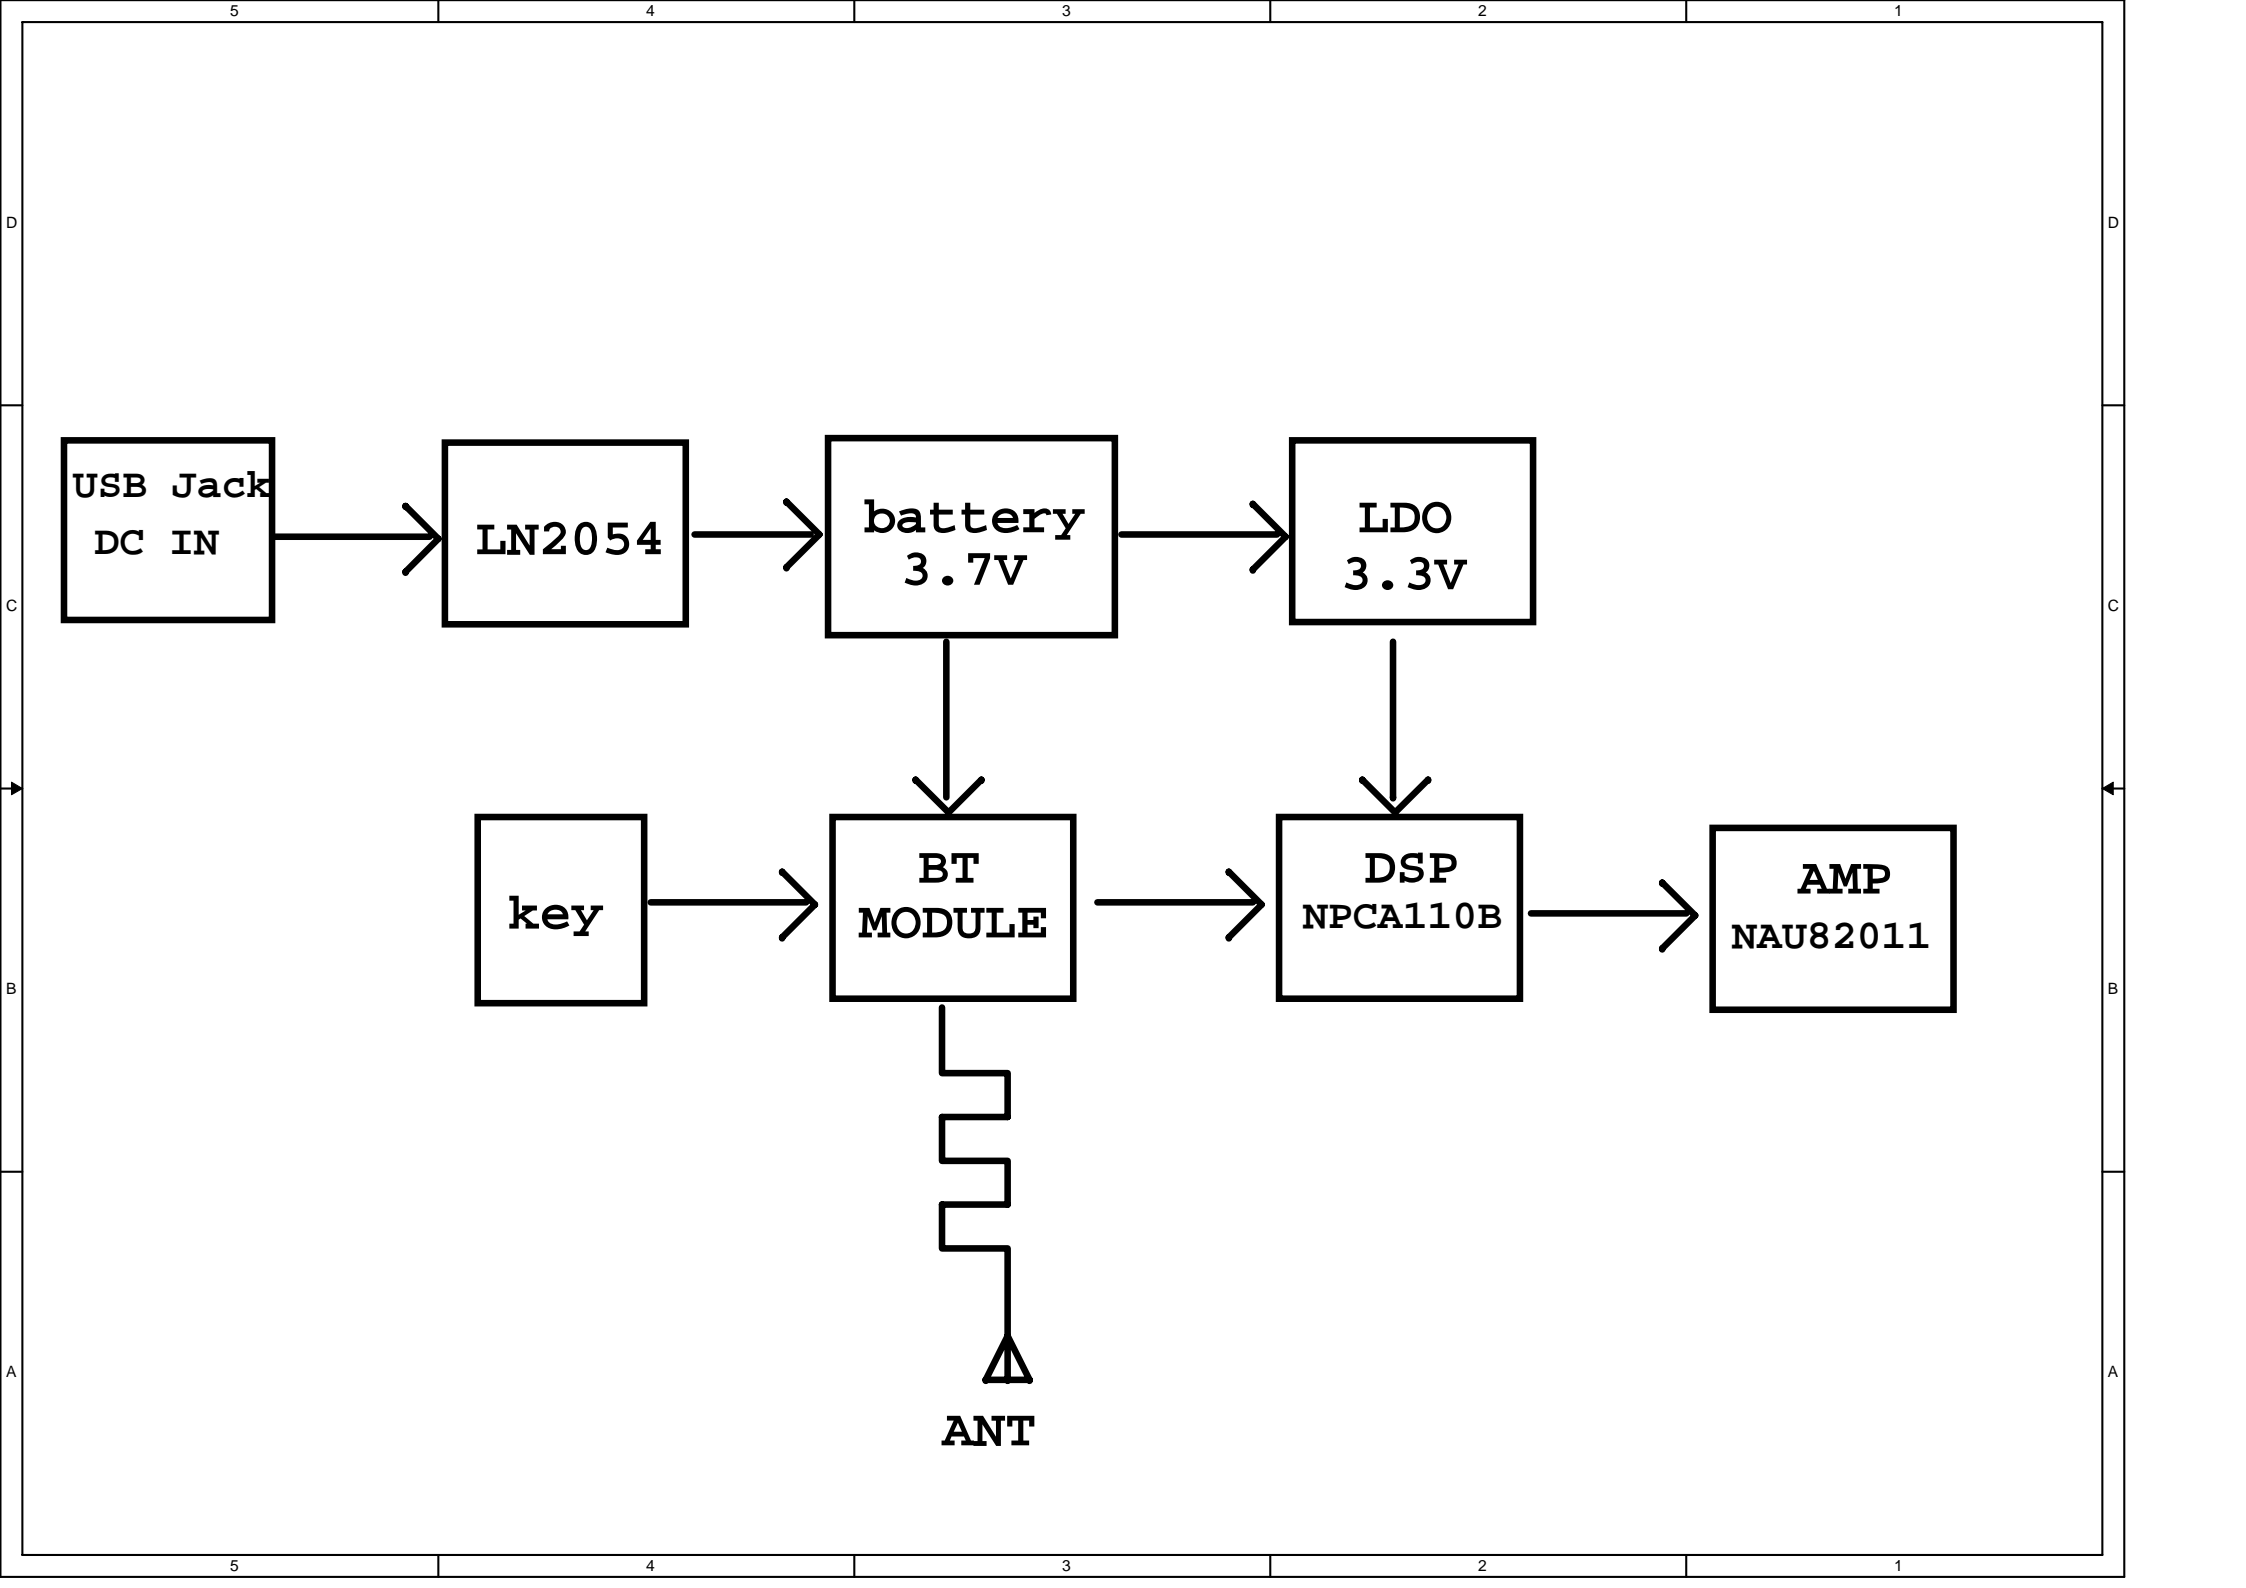 5 4 3 2 1
D D
USB Jack
DC IN
LN2054
battery
3.7V
LDO
3.3V
C C
key
BT
MODULE
DSP
NPCA110B
AMP
NAU82011
B B
A A
ANT
5 4 3 2 1